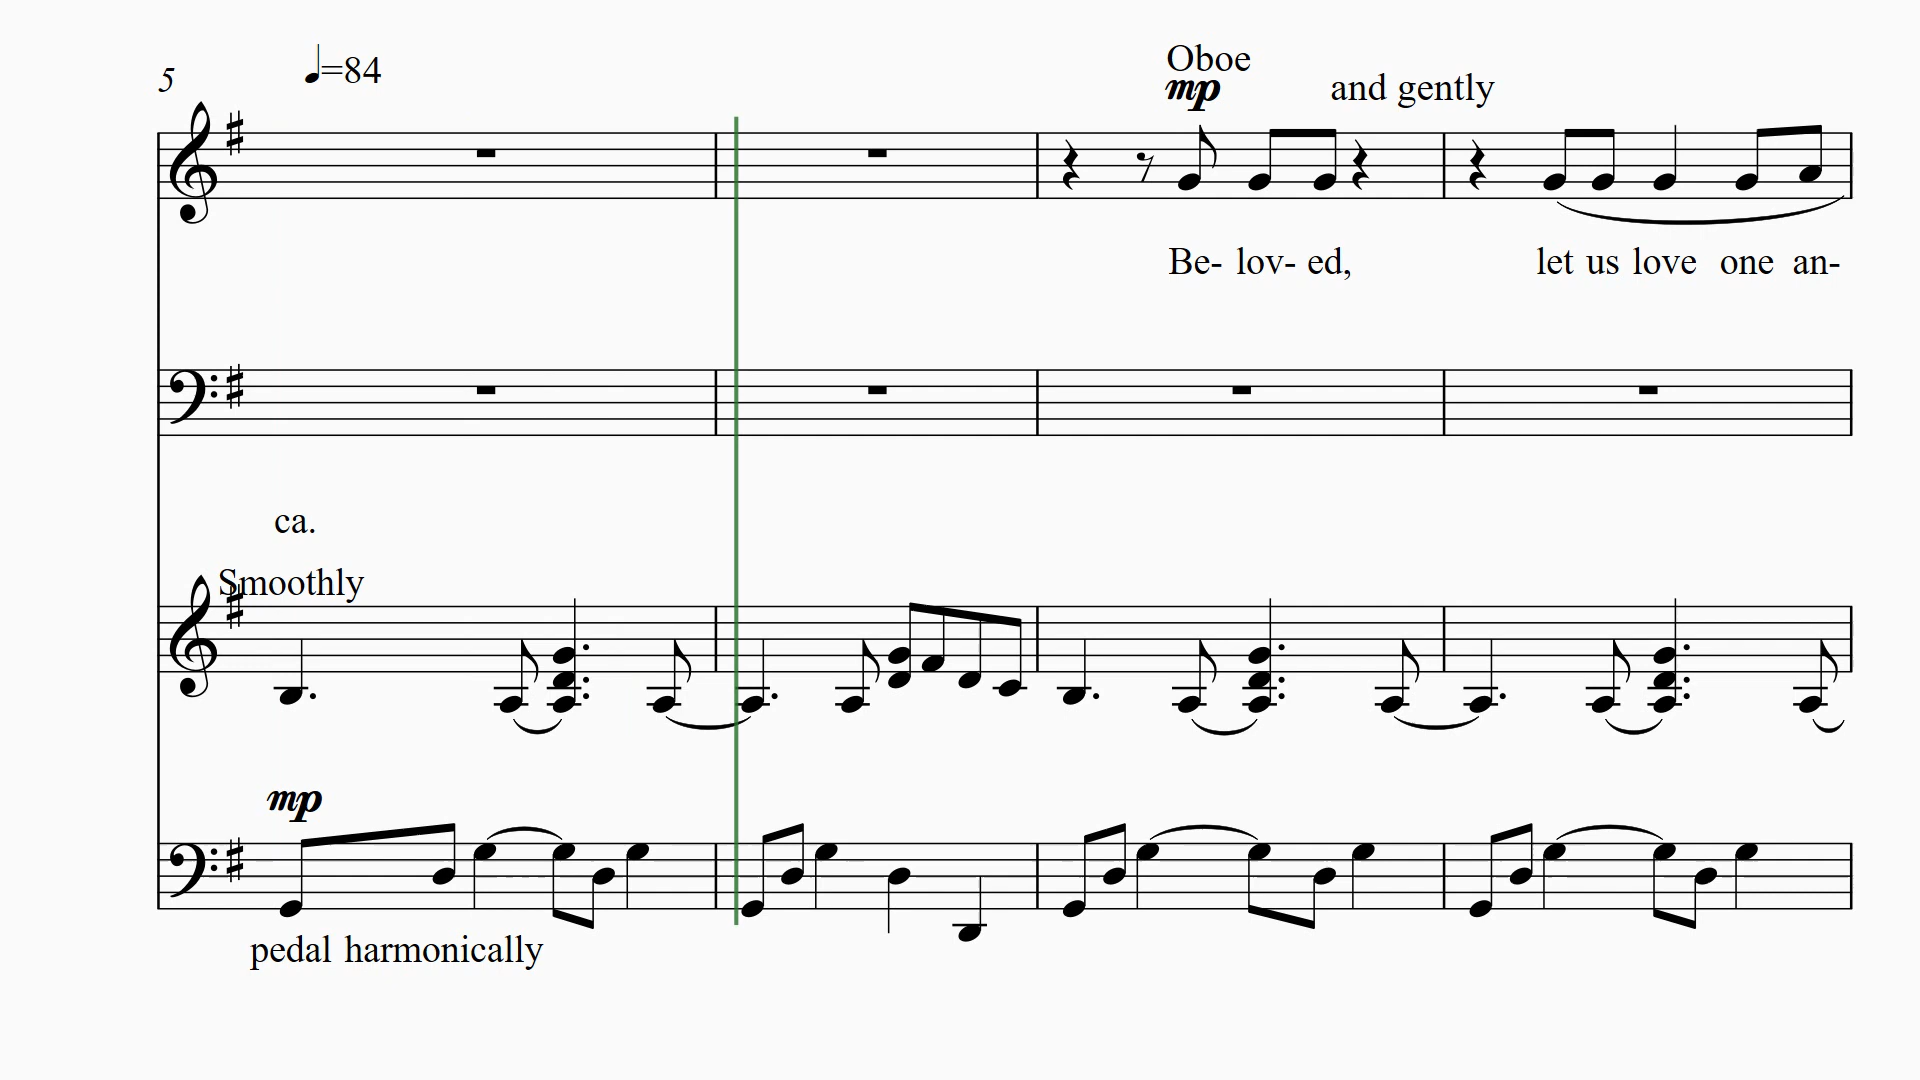 5
♩=84
Oboe
mp
and gently
Be- lov- ed, let us love one an-
ca.
Smoothly
mp
pedal harmonically